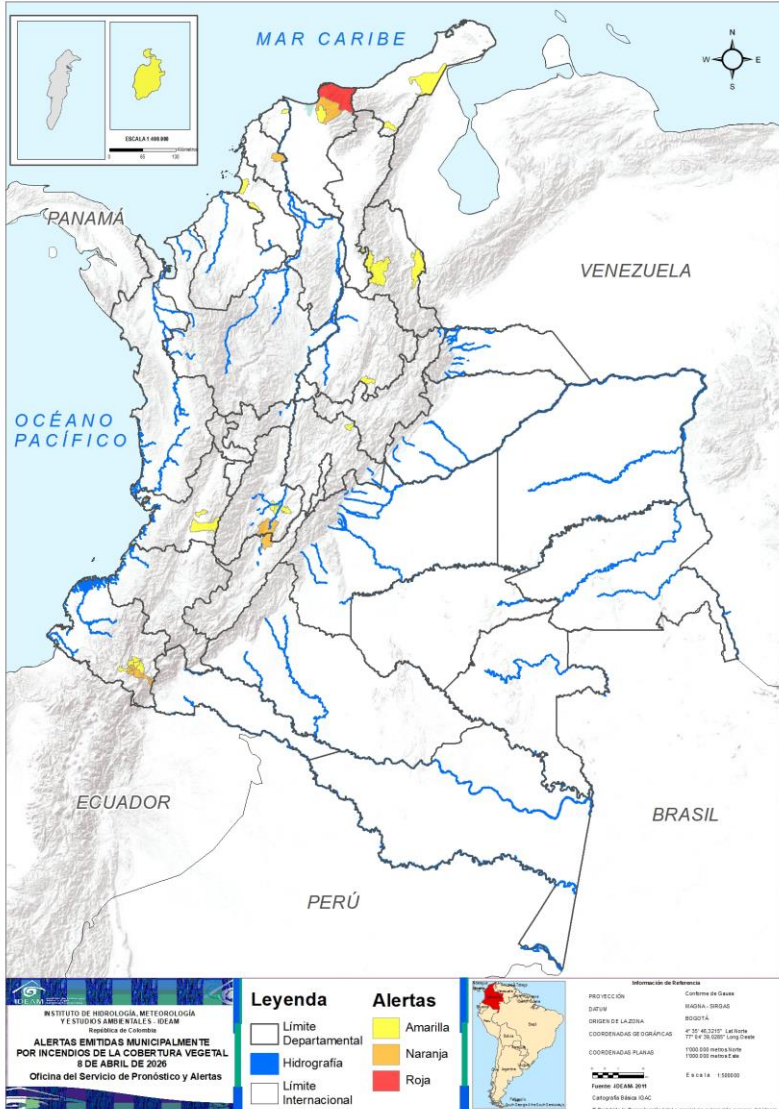 MAR CARIBE
N
W
E
S
ESCALA 1:400.000
PANAMÁ
VENEZUELA
OCÉANO
PACÍFICO
ECUADOR
BRASIL
PERÚ
IDEAM
INSTITUTO DE HIDROLOGÍA, METEOROLOGÍA
Y ESTUDIOS AMBIENTALES - IDEAM
República de Colombia
ALERTAS EMITIDAS MUNICIPALMENTE
POR INCENDIOS DE LA COBERTURA VEGETAL
8 DE ABRIL DE 2026
Oficina del Servicio de Pronóstico y Alertas
Leyenda
Límite
Departamental
Hidrografía
Límite
Internacional
Alertas
Amarilla
Naranja
Roja
Información de Referencia
PROYECCIÓN Conforme de Gauss
DATUM MAGNA - SIRGAS
ORIGEN DE LA ZONA BOGOTÁ
COORDENADAS GEOGRÁFICAS
COORDENADAS PLANAS
1'000.000 metros Norte
1'000.000 metros Este
Escala
Fuente: IDEAM- 2011
Cartografía Básica IGAC